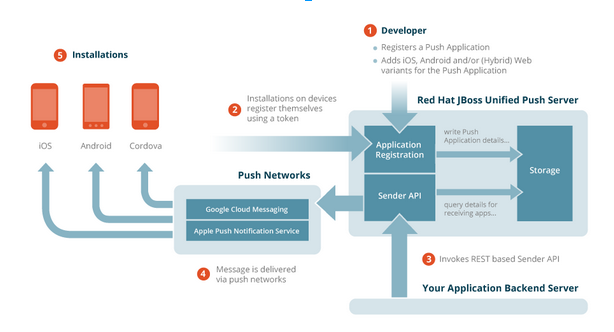 1 Developer
Registers a Push Application
Adds iOS, Android and/or (Hybrid) Web
variants for the Push Application
5 Installations
iOS
Android
Cordova
2 Installations on devices
register themselves
using a token
Red Hat JBoss Unified Push Server
Application
Registration
write Push
Application details...
Storage
Sender API
query details for
receiving apps...
Push Networks
Google Cloud Messaging
Apple Push Notification Service
4 Message is delivered
via push networks
3 Invokes REST based Sender API
Your Application Backend Server